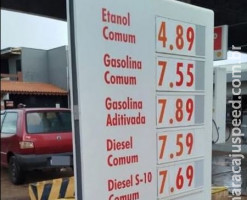 Etanol
Comum
4.89
Gasolina
Comum
7.55
Gasolina
Aditivada
7.89
Diesel
Comum
7.59
Diesel S-10
Comum
7.69
maracajuspeed.com.br